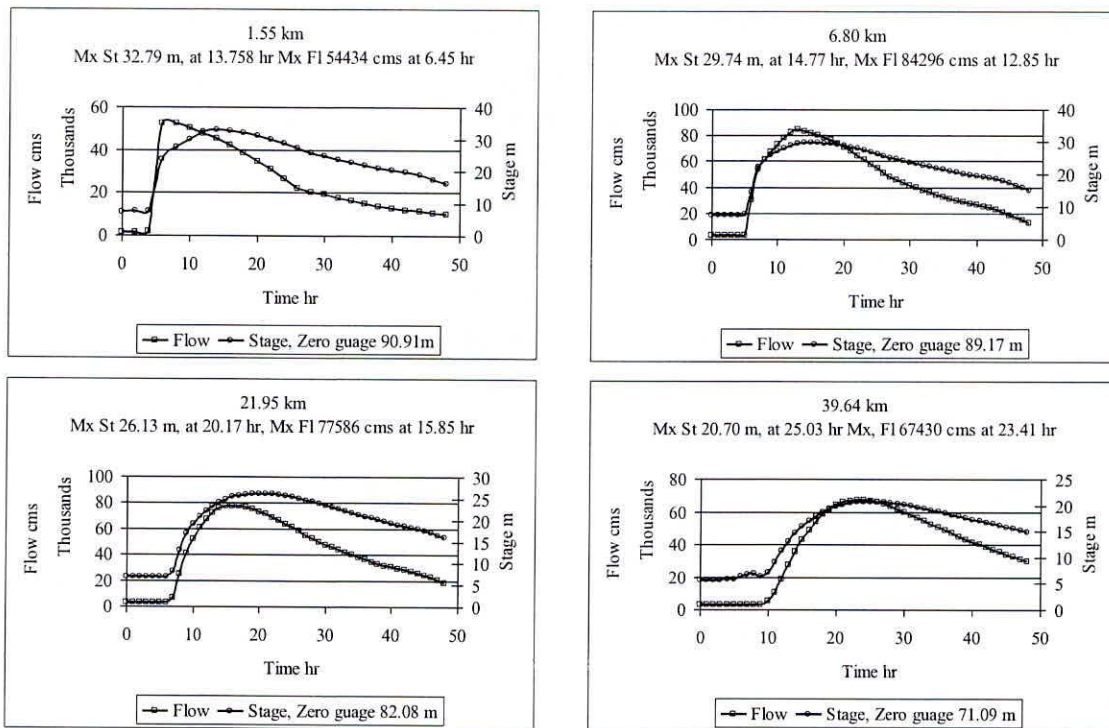 1.55 km
Mx St 32.79 m, at 13.758 hr Mx Fl 54434 cms at 6.45 hr
Flow cms
Thousands
60
40
20
0
40
30
20
10
0
Stage m
0 10 20 30 40 50
Time hr
Flow Stage, Zero guage 90.91m
6.80 km
Mx St 29.74 m, at 14.77 hr, Mx Fl 84296 cms at 12.85 hr
Flow cms
Thousands
100
80
60
40
20
0
40
30
20
10
0
Stage m
0 10 20 30 40 50
Time hr
Flow Stage, Zero guage 89.17 m
21.95 km
Mx St 26.13 m, at 20.17 hr, Mx Fl 77586 cms at 15.85 hr
Flow cms
Thousands
100
80
60
40
20
0
30
25
20
15
10
5
0
Stage m
0 10 20 30 40 50
Time hr
Flow Stage, Zero guage 82.08 m
39.64 km
Mx St 20.70 m, at 25.03 hr Mx, Fl 67430 cms at 23.41 hr
Flow cms
Thousands
80
60
40
20
0
25
20
15
10
5
0
Stage m
0 10 20 30 40 50
Time hr
Flow Stage, Zero guage 71.09 m